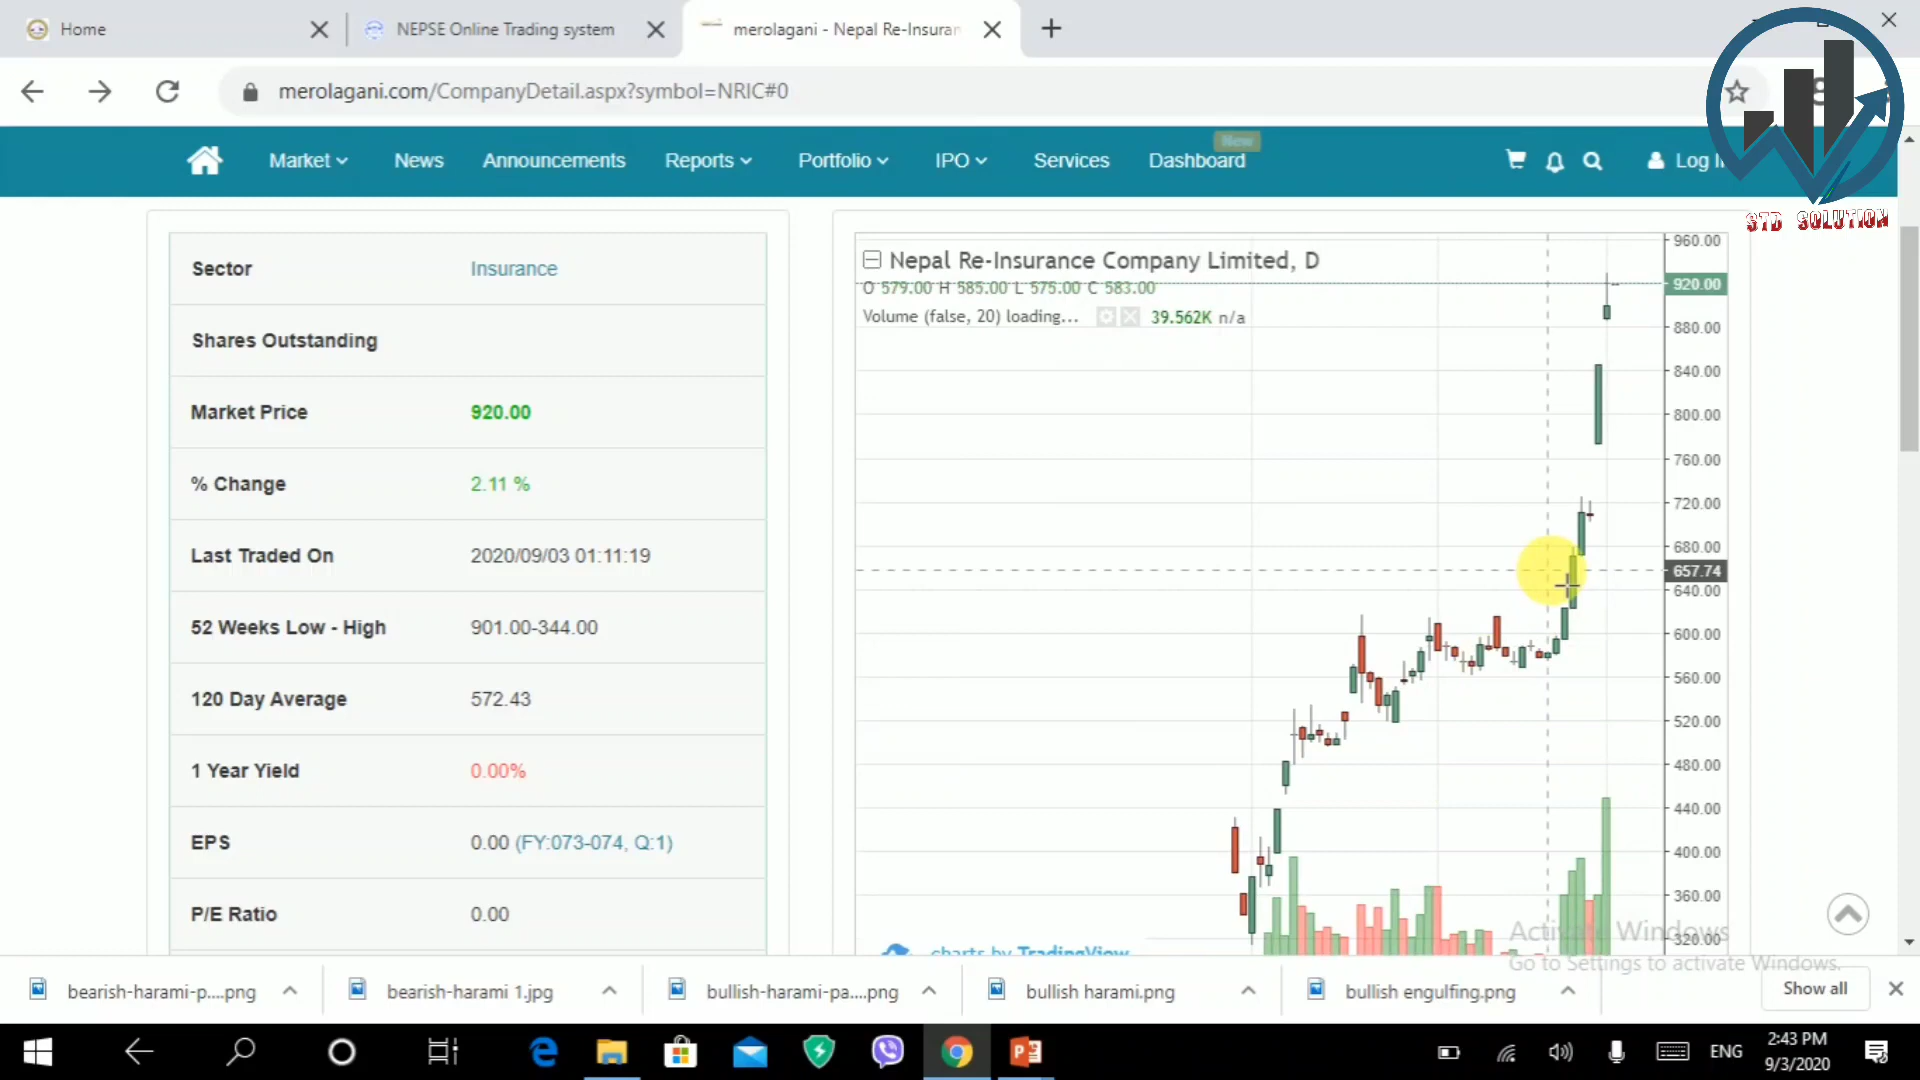 Home
NEPSE Online Trading system
merolagani - Nepal Re-Insuran
merolagani.com/CompanyDetail.aspx?symbol=NRIC#0
STD SOLUTION
Market
News
Announcements
Reports
Portfolio
IPO
Services
Dashboard
New
Log I
Sector Insurance
Shares Outstanding
Market Price 920.00
% Change 2.11 %
Last Traded On 2020/09/03 01:11:19
52 Weeks Low - High 901.00-344.00
120 Day Average 572.43
1 Year Yield 0.00%
EPS 0.00 (FY:073-074, Q:1)
P/E Ratio 0.00
Nepal Re-Insurance Company Limited, D
O 579.00 H 585.00 L 575.00 C 583.00
Volume (false, 20) loading... 39.562K n/a
960.00
920.00
880.00
840.00
800.00
760.00
720.00
680.00
657.74
640.00
600.00
560.00
520.00
480.00
440.00
400.00
360.00
320.00
charts by TradingView
Activate Windows
Go to Settings to activate Windows.
bearish-harami-p....png
bearish-harami 1.jpg
bullish-harami-pa....png
bullish harami.png
bullish engulfing.png
Show all
ENG
2:43 PM
9/3/2020